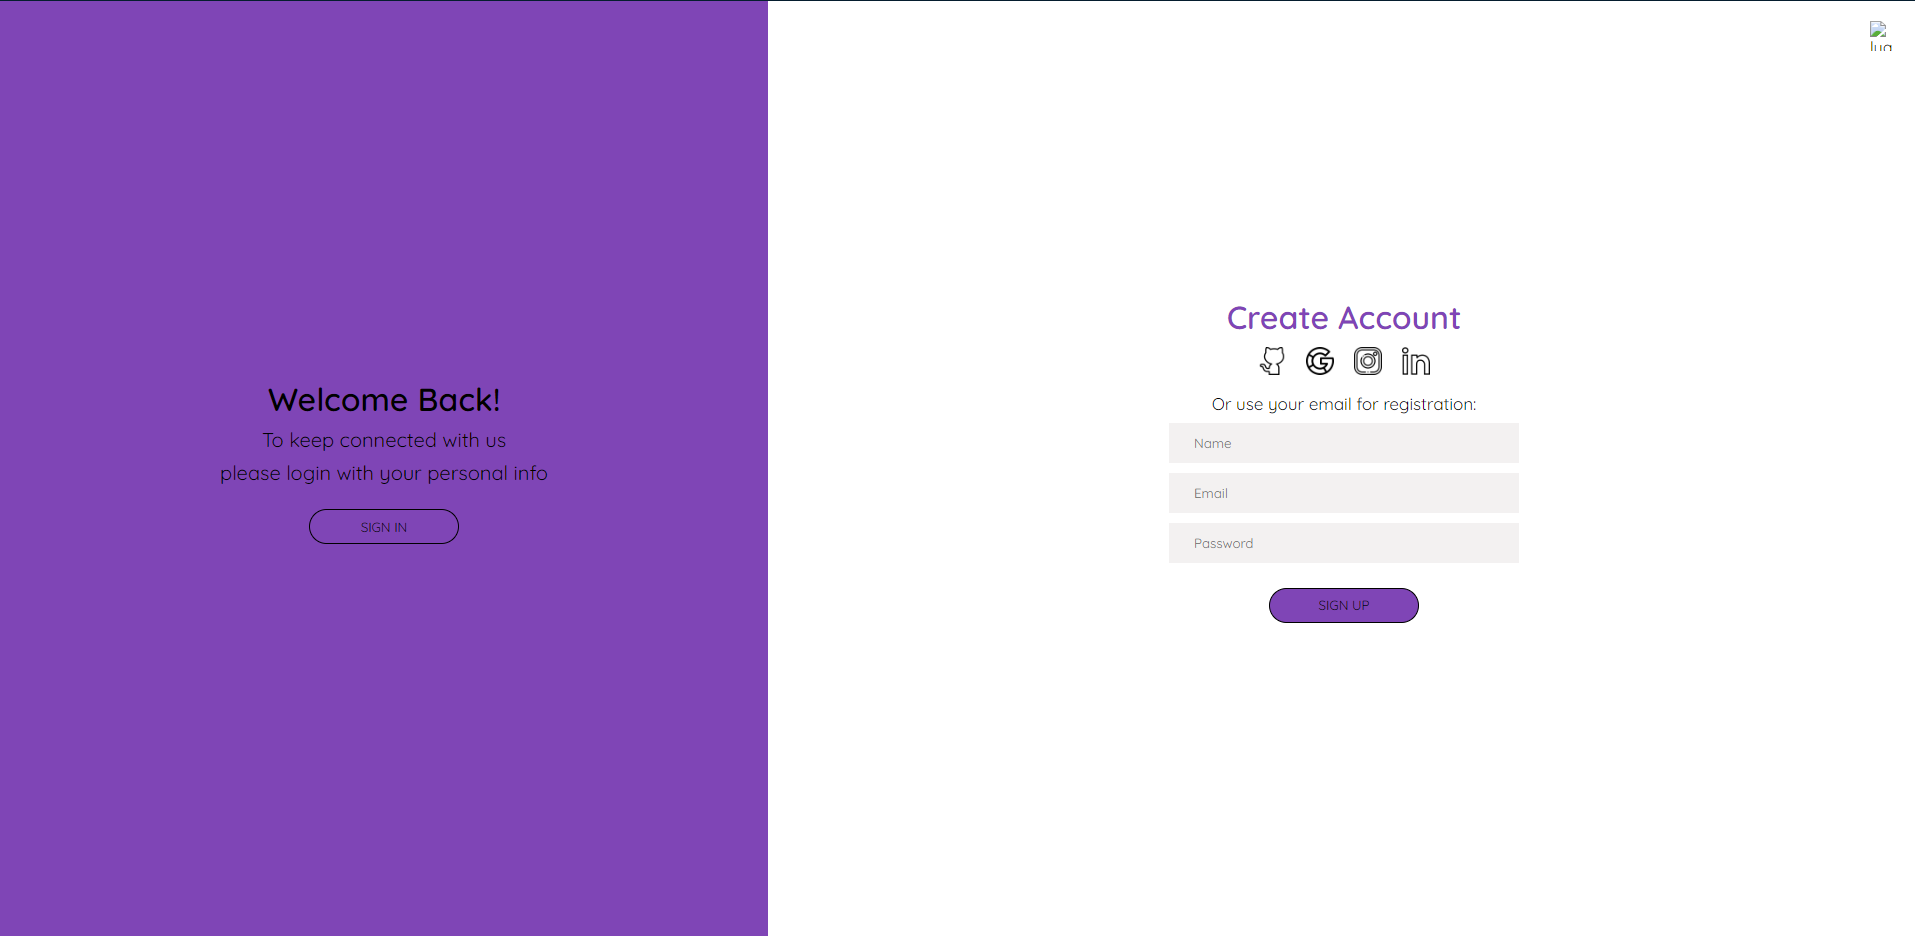 Welcome Back!
To keep connected with us
please login with your personal info
SIGN IN
Create Account
Or use your email for registration:
Name
Email
Password
SIGN UP